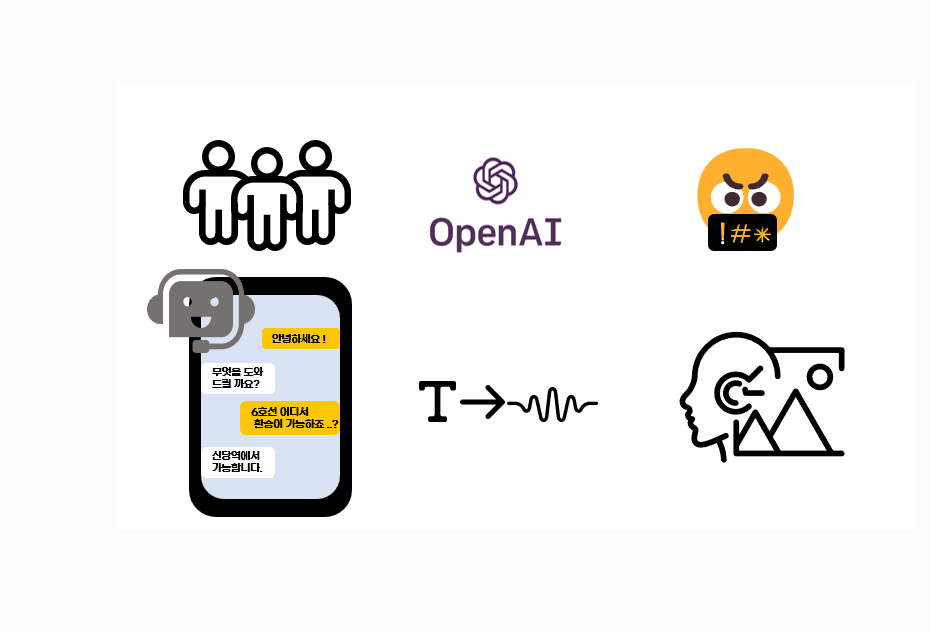 OpenAI
!#*
안녕하세요 !
무엇을 도와
드릴 까요?
6호선 어디서
환승이 가능하죠 ..?
신당역에서
가능합니다.
T